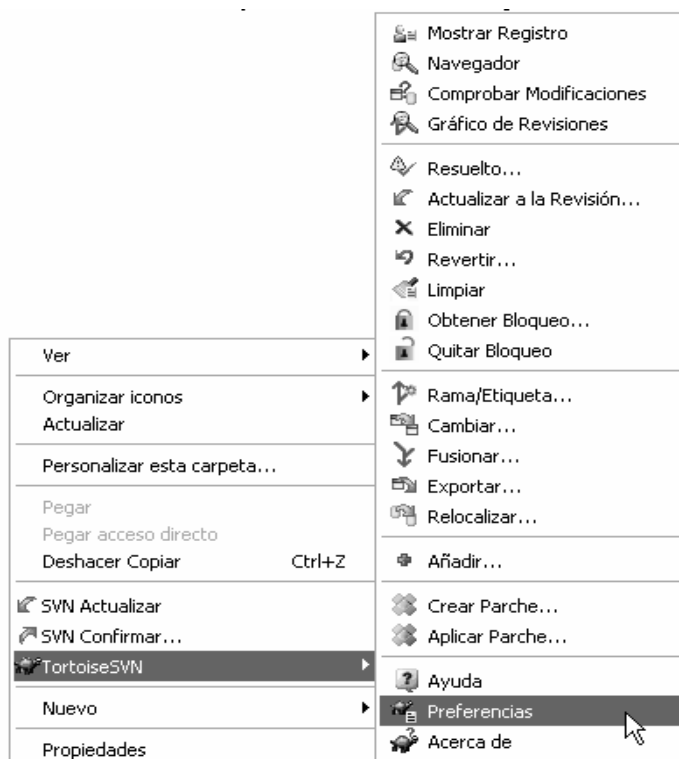 Mostrar Registro
Navegador
Comprobar Modificaciones
Gráfico de Revisiones
Resuelto...
Actualizar a la Revisión...
Eliminar
Revertir...
Limpiar
Obtener Bloqueo...
Quitar Bloqueo
Rama/Etiqueta...
Cambiar...
Fusionar...
Exportar...
Relocalizar...
Añadir...
Crear Parche...
Aplicar Parche...
Ayuda
Preferencias
Acerca de
Ver
Organizar iconos
Actualizar
Personalizar esta carpeta...
Pegar
Pegar acceso directo
Deshacer Copiar Ctrl+Z
SVN Actualizar
SVN Confirmar...
TortoiseSVN
Nuevo
Propiedades